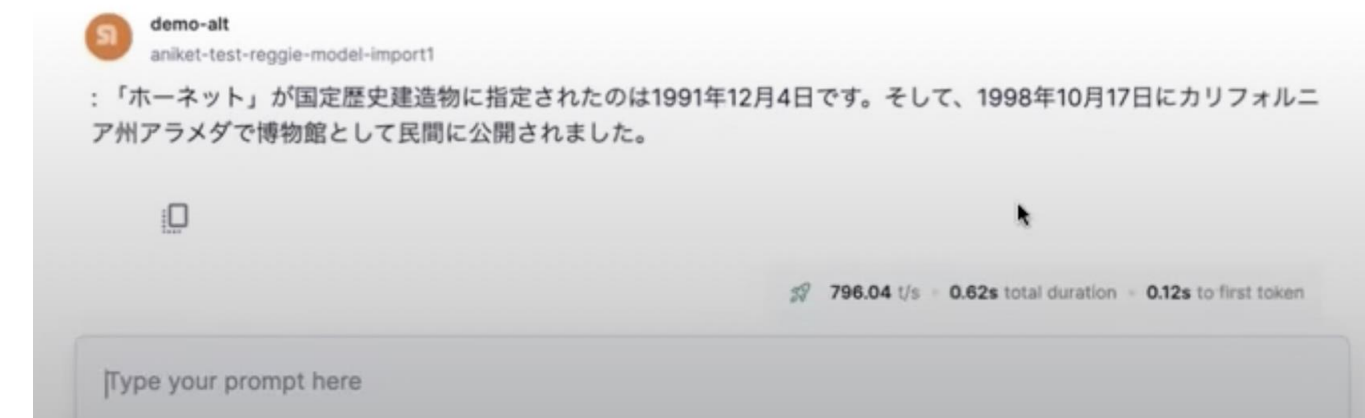 demo-alt
aniket-test-reggie-model-import1
：「ホーネット」が国定歴史建造物に指定されたのは1991年12月4日です。そして、1998年10月17日にカリフォルニ
ア州アラメダで博物館として民間に公開されました。
796.04 t/s - 0.62s total duration - 0.12s to first token
Type your prompt here